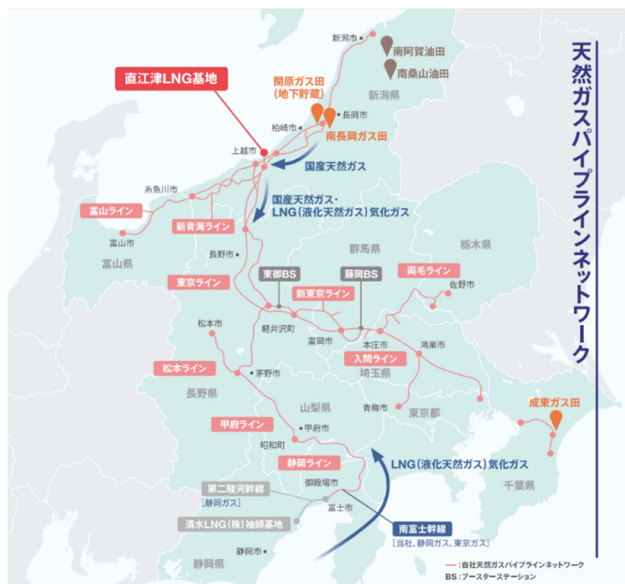 天然ガスパイプラインネットワーク
新潟市
南阿賀油田
南桑山油田
新潟県
直江津LNG基地
関原ガス田
(地下貯蔵)
長岡市
柏崎市
南長岡ガス田
上越市
国産天然ガス
糸魚川市
国産天然ガス・
LNG(液化天然ガス)気化ガス
富山ライン
新青海ライン
富山市
富山県
長野市
群馬県
栃木県
東京ライン
東御BS
藤岡BS
両毛ライン
新東京ライン
佐野市
松本市
軽井沢町
富岡市
本庄市
鴻巣市
入間ライン
松本ライン
茅野市
埼玉県
長野県
山梨県
青梅市
東京都
成東ガス田
甲府ライン
甲府市
昭和町
静岡ライン
LNG(液化天然ガス)気化ガス
千葉県
第二駿河幹線
[静岡ガス]
御殿場市
富士市
清水LNG(株)袖師基地
南富士幹線
[当社、静岡ガス、東京ガス]
静岡市
静岡県
―:自社天然ガスパイプラインネットワーク
BS:ブースターステーション